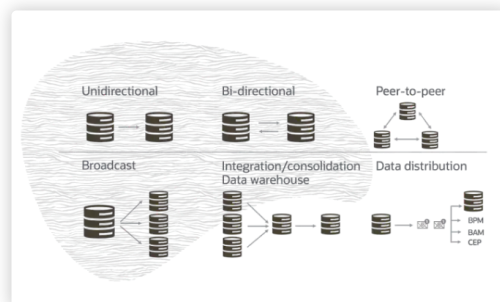 Unidirectional
Bi-directional
Peer-to-peer
Broadcast
Integration/consolidation
Data warehouse
Data distribution
BPM
BAM
CEP